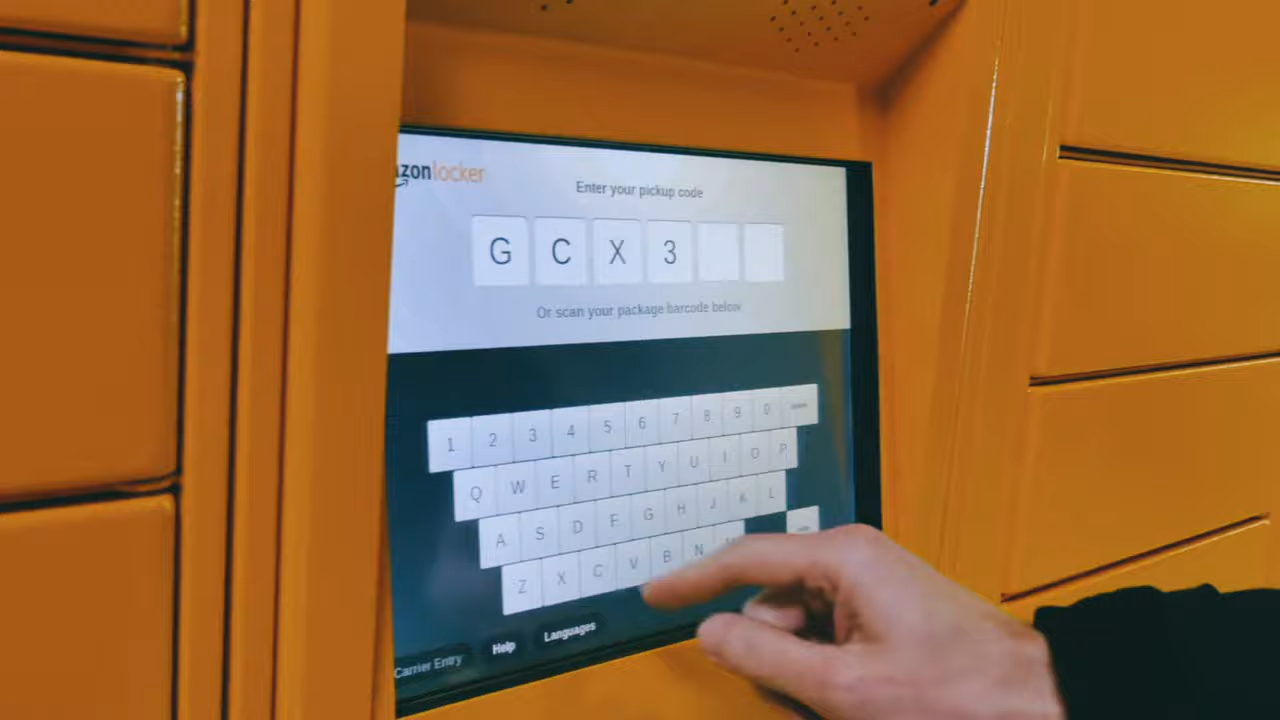 azonlocker
Enter your pickup code
G C X 3
Or scan your package barcode below
1 2 3 4 5 6 7 8 9 0
Q W E R T Y U I O P
A S D F G H J K L
Z X C V B N
Carrier Entry Help Languages